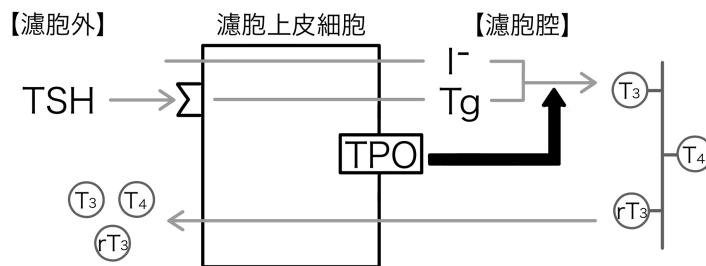 【濾胞外】 濾胞上皮細胞 【濾胞腔】
I⁻
TSH Tg
T₃
TPO T₄
T₃ T₄ rT₃
rT₃